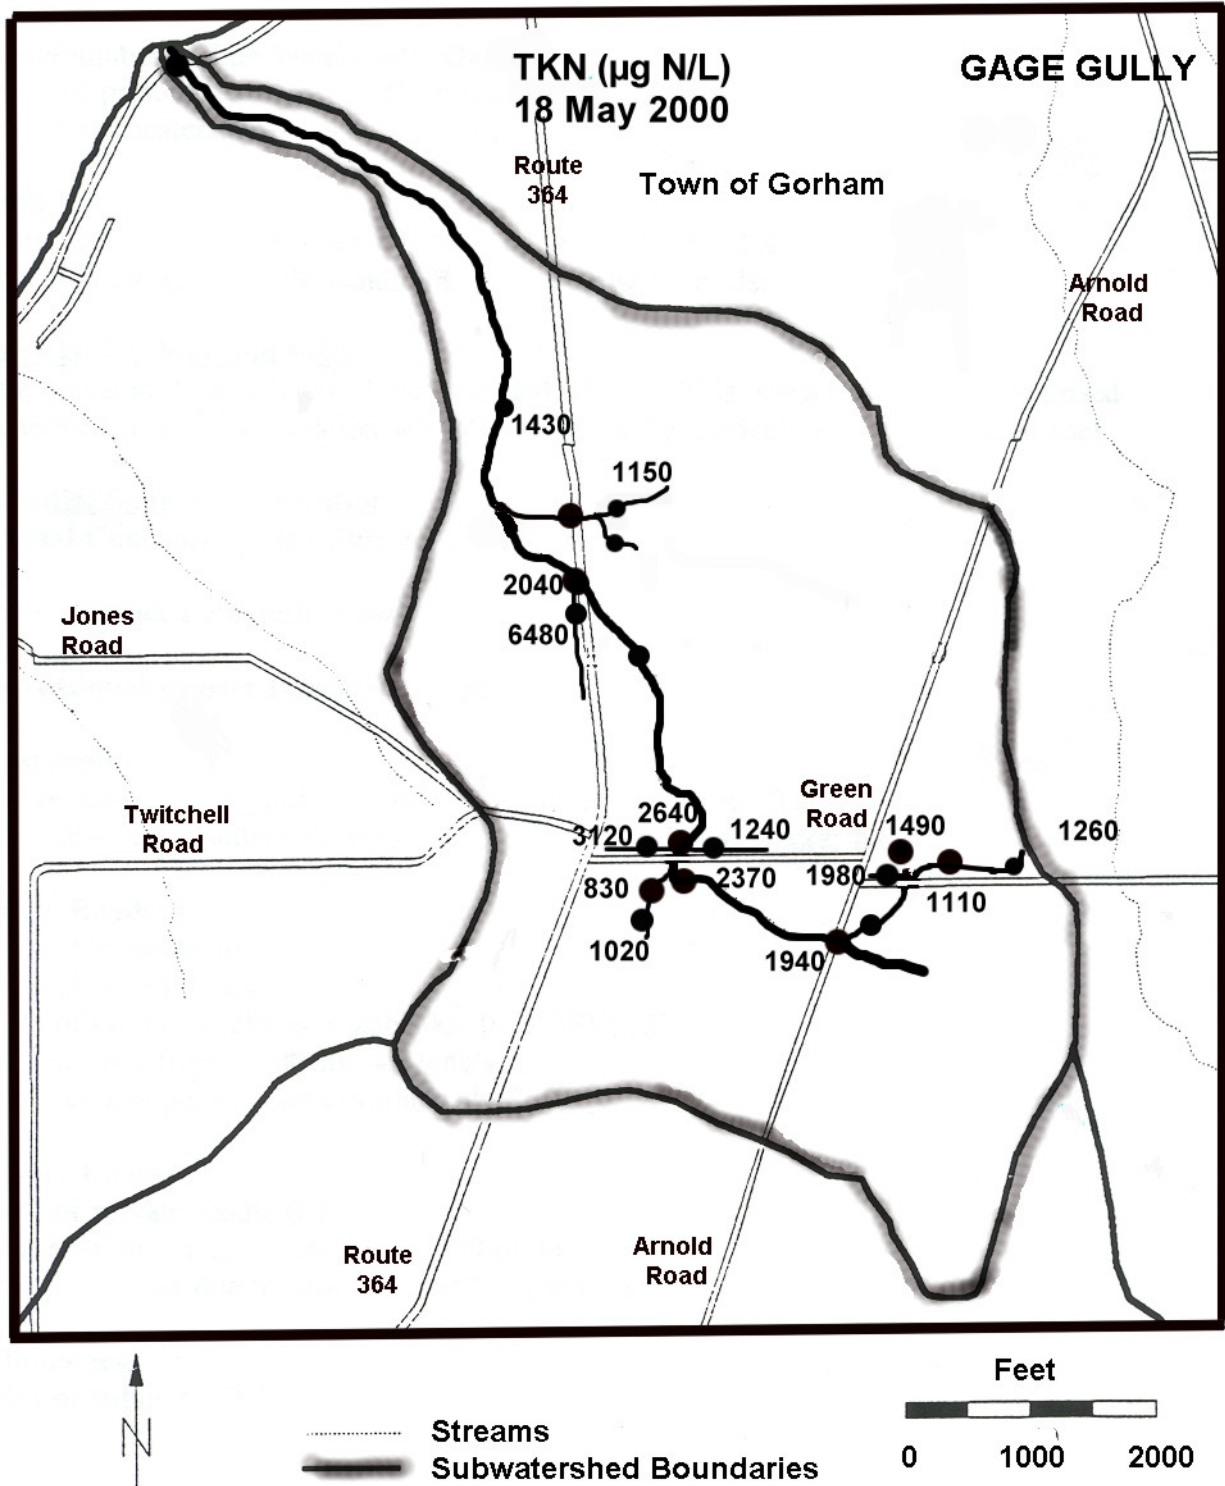 TKN (µg N/L)
18 May 2000
GAGE GULLY
Route
364
Town of Gorham
Arnold
Road
1430
1150
2040
6480
Jones
Road
Twitchell
Road
Green
Road
2640
3120
1240
1490
1260
1980
830
2370
1110
1020
1940
Route
364
Arnold
Road
N
Feet
0 1000 2000
Streams
Subwatershed Boundaries